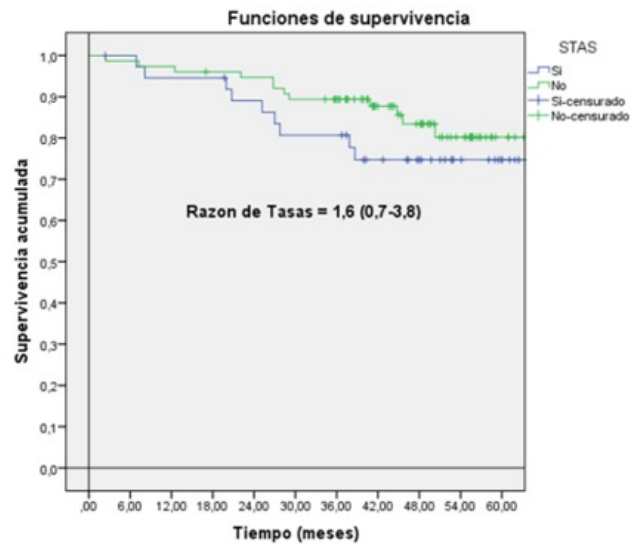 Funciones de supervivencia
STAS
Si
No
Si-censurado
No-censurado
1,0
0,9
0,8
0,7
0,6
0,5
0,4
0,3
0,2
0,1
0,0
Supervivencia acumulada
Razon de Tasas = 1,6 (0,7-3,8)
,00 6,00 12,00 18,00 24,00 30,00 36,00 42,00 48,00 54,00 60,00
Tiempo (meses)